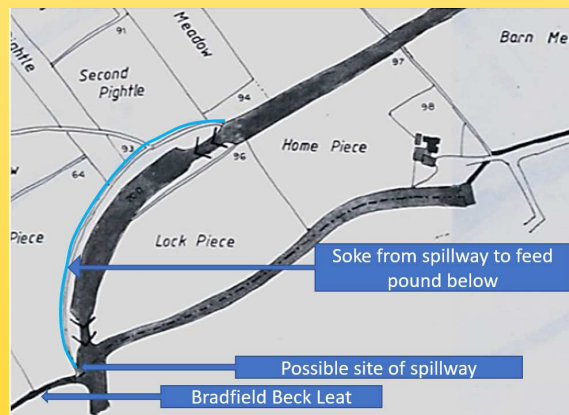 91
Meadow
Pightle
Second
Pightle
97
Barn Me
94
98
93
96
Home Piece
64
100
Piece
Lock Piece
Soke from spillway to feed
pound below
Possible site of spillway
Bradfield Beck Leat